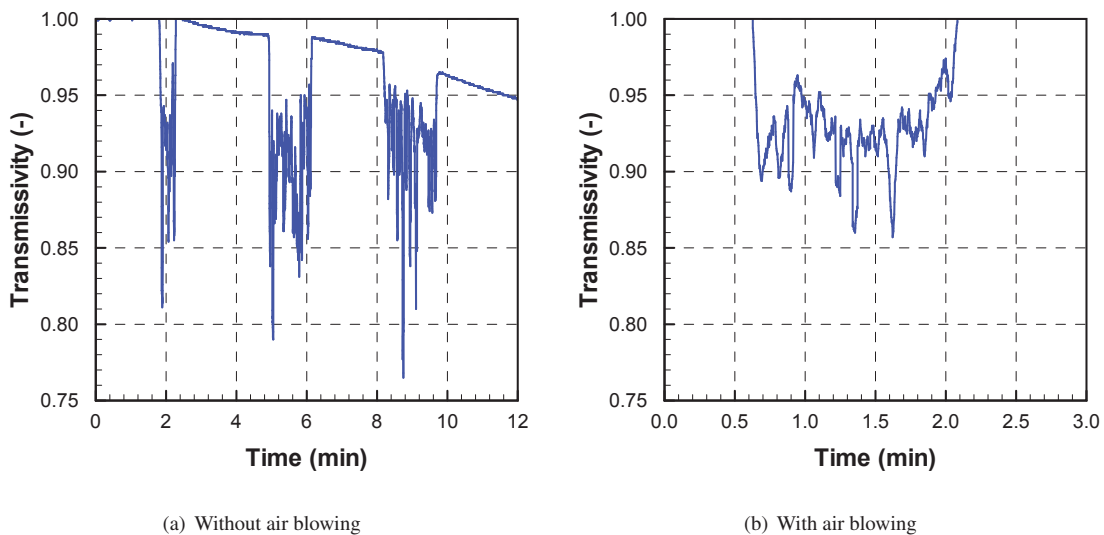 1.00
0.95
0.90
0.85
0.80
0.75
Transmissivity (-)
0 2 4 6 8 10 12
Time (min)
(a) Without air blowing
1.00
0.95
0.90
0.85
0.80
0.75
Transmissivity (-)
0.0 0.5 1.0 1.5 2.0 2.5 3.0
Time (min)
(b) With air blowing